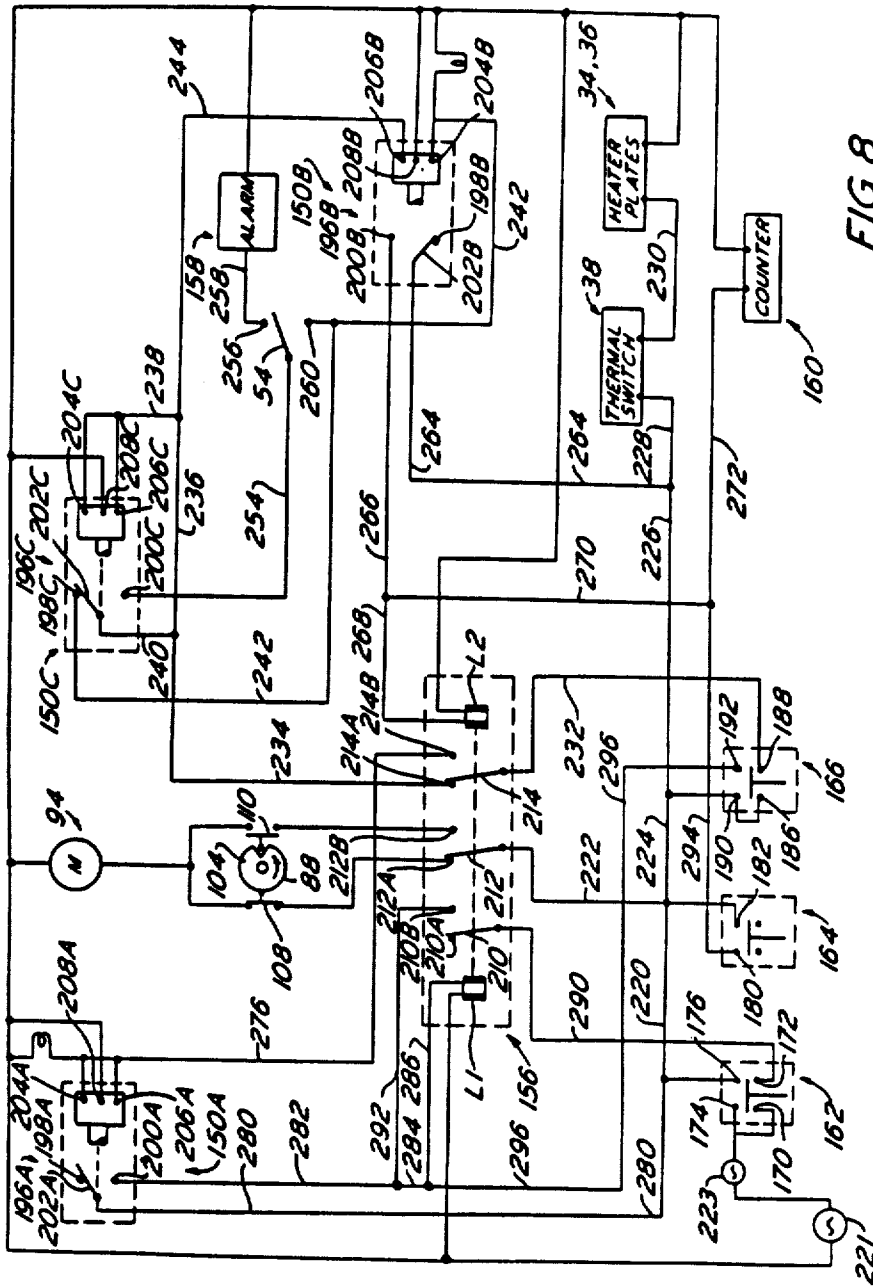 94
M
204A
208A
196A
202A
198A
200A
206A
150A
276
280
282
104
88
110
108
150C
196C
198C
204C
202C
208C
206C
200C
240
242
238
236
244
254
158
258
ALARM
256
54
260
206B
150B
196B
208B
200B
204B
202B
198B
242
264
266
268
234
214A
214B
212B
212A
210B
210A
L2
L1
214
212
210
292
284
286
156
290
296
280
232
270
264
38
THERMAL
SWITCH
34,36
HEATER
PLATES
230
228
226
224
222
220
296
294
272
COUNTER
160
192
190
188
186
166
182
180
164
176
174
172
170
162
223
221
FIG.8